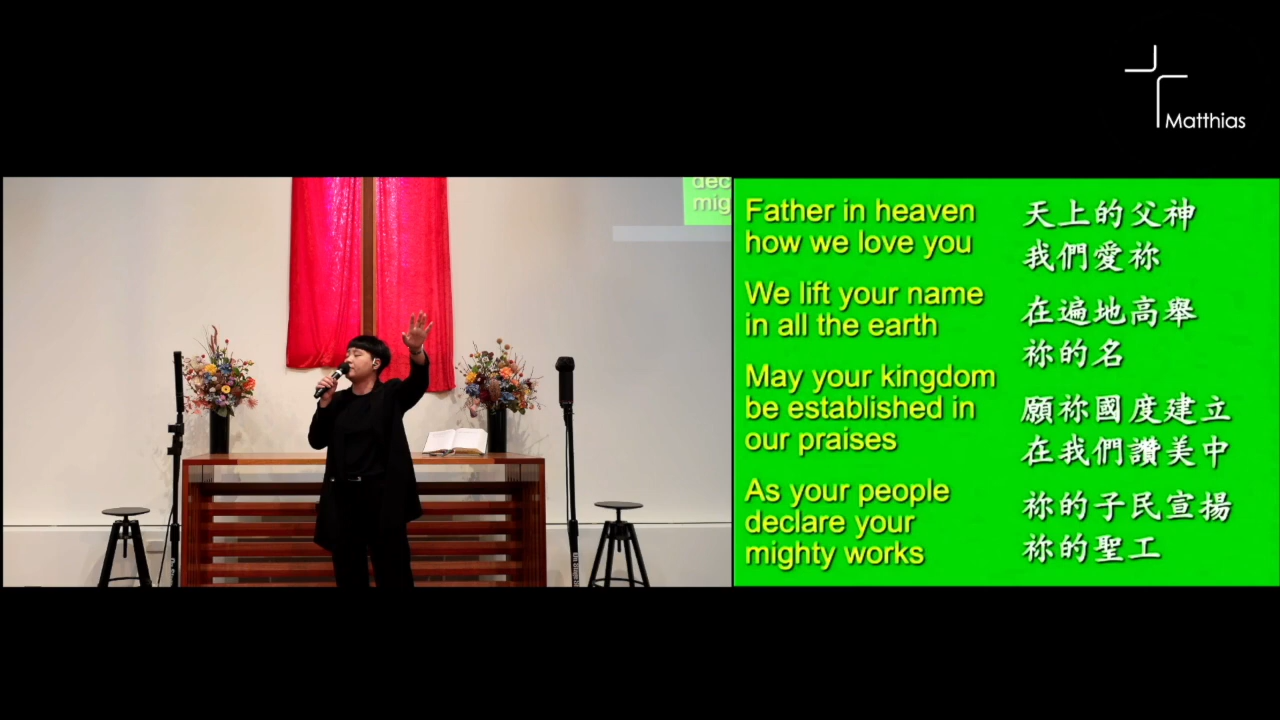 Matthias
dec
mig
Father in heaven
how we love you
We lift your name
in all the earth
May your kingdom
be established in
our praises
As your people
declare your
mighty works
天上的父神
我們愛祢
在遍地高舉
祢的名
願祢國度建立
在我們讚美中
祢的子民宣揚
祢的聖工